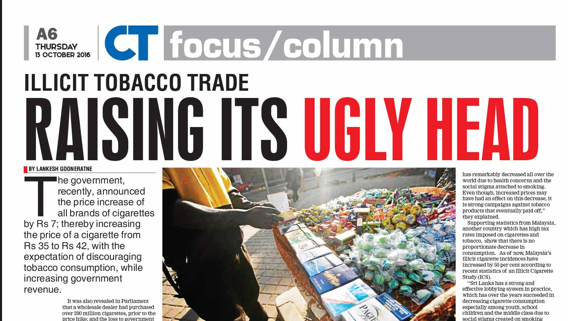 A6
THURSDAY
13 OCTOBER 2016
CT focus/column
ILLICIT TOBACCO TRADE
RAISING ITS UGLY HEAD
BY LANKESH GOONERATNE
The government,
recently, announced
the price increase of
all brands of cigarettes
by Rs 7; thereby increasing
the price of a cigarette from
Rs 35 to Rs 42, with the
expectation of discouraging
tobacco consumption, while
increasing government
revenue.
It was also revealed in Parliament
that a wholesale dealer had purchased
over 200 million cigarettes, prior to the
price hike; and the loss to government
has remarkably decreased all over the
world due to health concerns and the
social stigma attached to smoking.
Even though, increased prices may
have had an effect on this decrease, it
is strong campaigns against tobacco
products that eventually paid off,"
they explained.
Supporting statistics from Malaysia,
another country which has high tax
rates imposed on cigarettes and
tobacco, show that there is no
proportionate decrease in
consumption. As of now, Malaysia's
illicit cigarette incidences have
increased by 50 per cent according to
recent statistics of an Illicit Cigarette
Study (ICS).
"Sri Lanka has a strong and
effective lobbying system in practice,
which has over the years succeeded in
decreasing cigarette consumption
especially among youth, school
children and the middle class due to
social stigma created on smoking